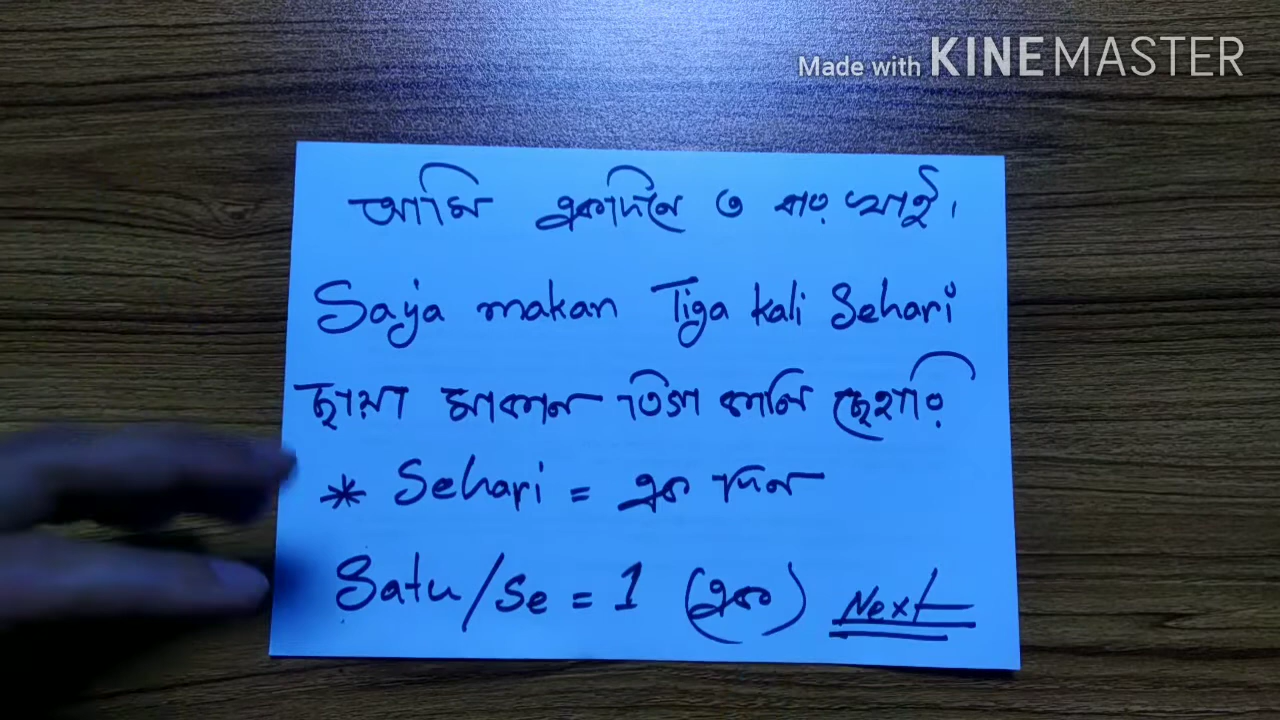 Made with KINEMASTER
আমি একদিনে ৩ বার খাই।
Saya makan Tiga kali Sehari
ছায়া মাকান তিগা কালি ছেহারি
* Sehari = এক দিন
Satu/Se = 1 (এক) Next